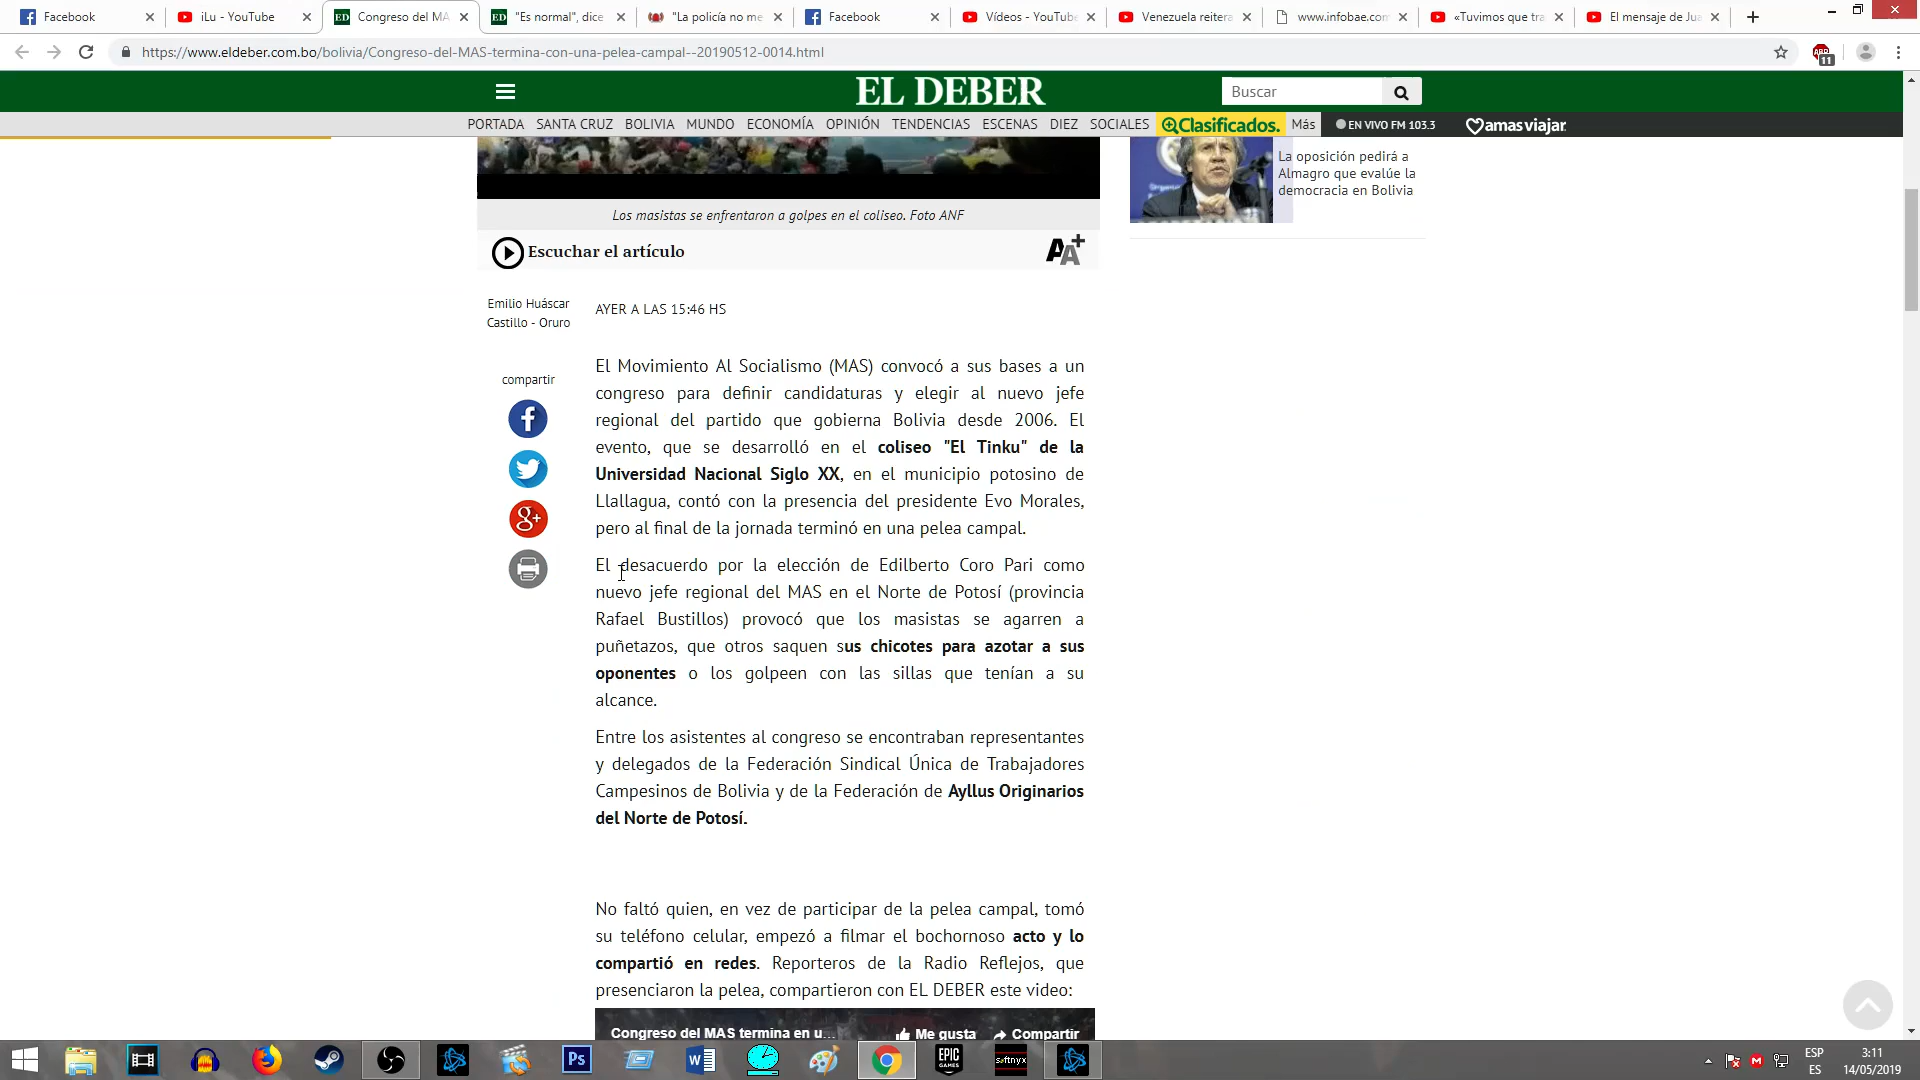 Facebook
iLu - YouTube
Congreso del MA
"Es normal", dice
"La policía no me
Facebook
Vídeos - YouTube
Venezuela reitera
www.infobae.com
«Tuvimos que tra
El mensaje de Jua
https://www.eldeber.com.bo/bolivia/Congreso-del-MAS-termina-con-una-pelea-campal--20190512-0014.html
ABP
11
EL DEBER
Buscar
PORTADA SANTA CRUZ BOLIVIA MUNDO ECONOMÍA OPINIÓN TENDENCIAS ESCENAS DIEZ SOCIALES Clasificados. Más EN VIVO FM 103.3 amasviajar
La oposición pedirá a
Almagro que evalúe la
democracia en Bolivia
Los masistas se enfrentaron a golpes en el coliseo. Foto ANF
Escuchar el artículo
AA+
Emilio Huáscar
Castillo - Oruro
AYER A LAS 15:46 HS
compartir
El Movimiento Al Socialismo (MAS) convocó a sus bases a un
congreso para definir candidaturas y elegir al nuevo jefe
regional del partido que gobierna Bolivia desde 2006. El
evento, que se desarrolló en el coliseo "El Tinku" de la
Universidad Nacional Siglo XX, en el municipio potosino de
Llallagua, contó con la presencia del presidente Evo Morales,
pero al final de la jornada terminó en una pelea campal.
El desacuerdo por la elección de Edilberto Coro Pari como
nuevo jefe regional del MAS en el Norte de Potosí (provincia
Rafael Bustillos) provocó que los masistas se agarren a
puñetazos, que otros saquen sus chicotes para azotar a sus
oponentes o los golpeen con las sillas que tenían a su
alcance.
Entre los asistentes al congreso se encontraban representantes
y delegados de la Federación Sindical Única de Trabajadores
Campesinos de Bolivia y de la Federación de Ayllus Originarios
del Norte de Potosí.
No faltó quien, en vez de participar de la pelea campal, tomó
su teléfono celular, empezó a filmar el bochornoso acto y lo
compartió en redes. Reporteros de la Radio Reflejos, que
presenciaron la pelea, compartieron con EL DEBER este video:
Congreso del MAS termina en u... Me gusta Compartir
Ps
EPIC GAMES
softnyx
ESP
ES
3:11
14/05/2019